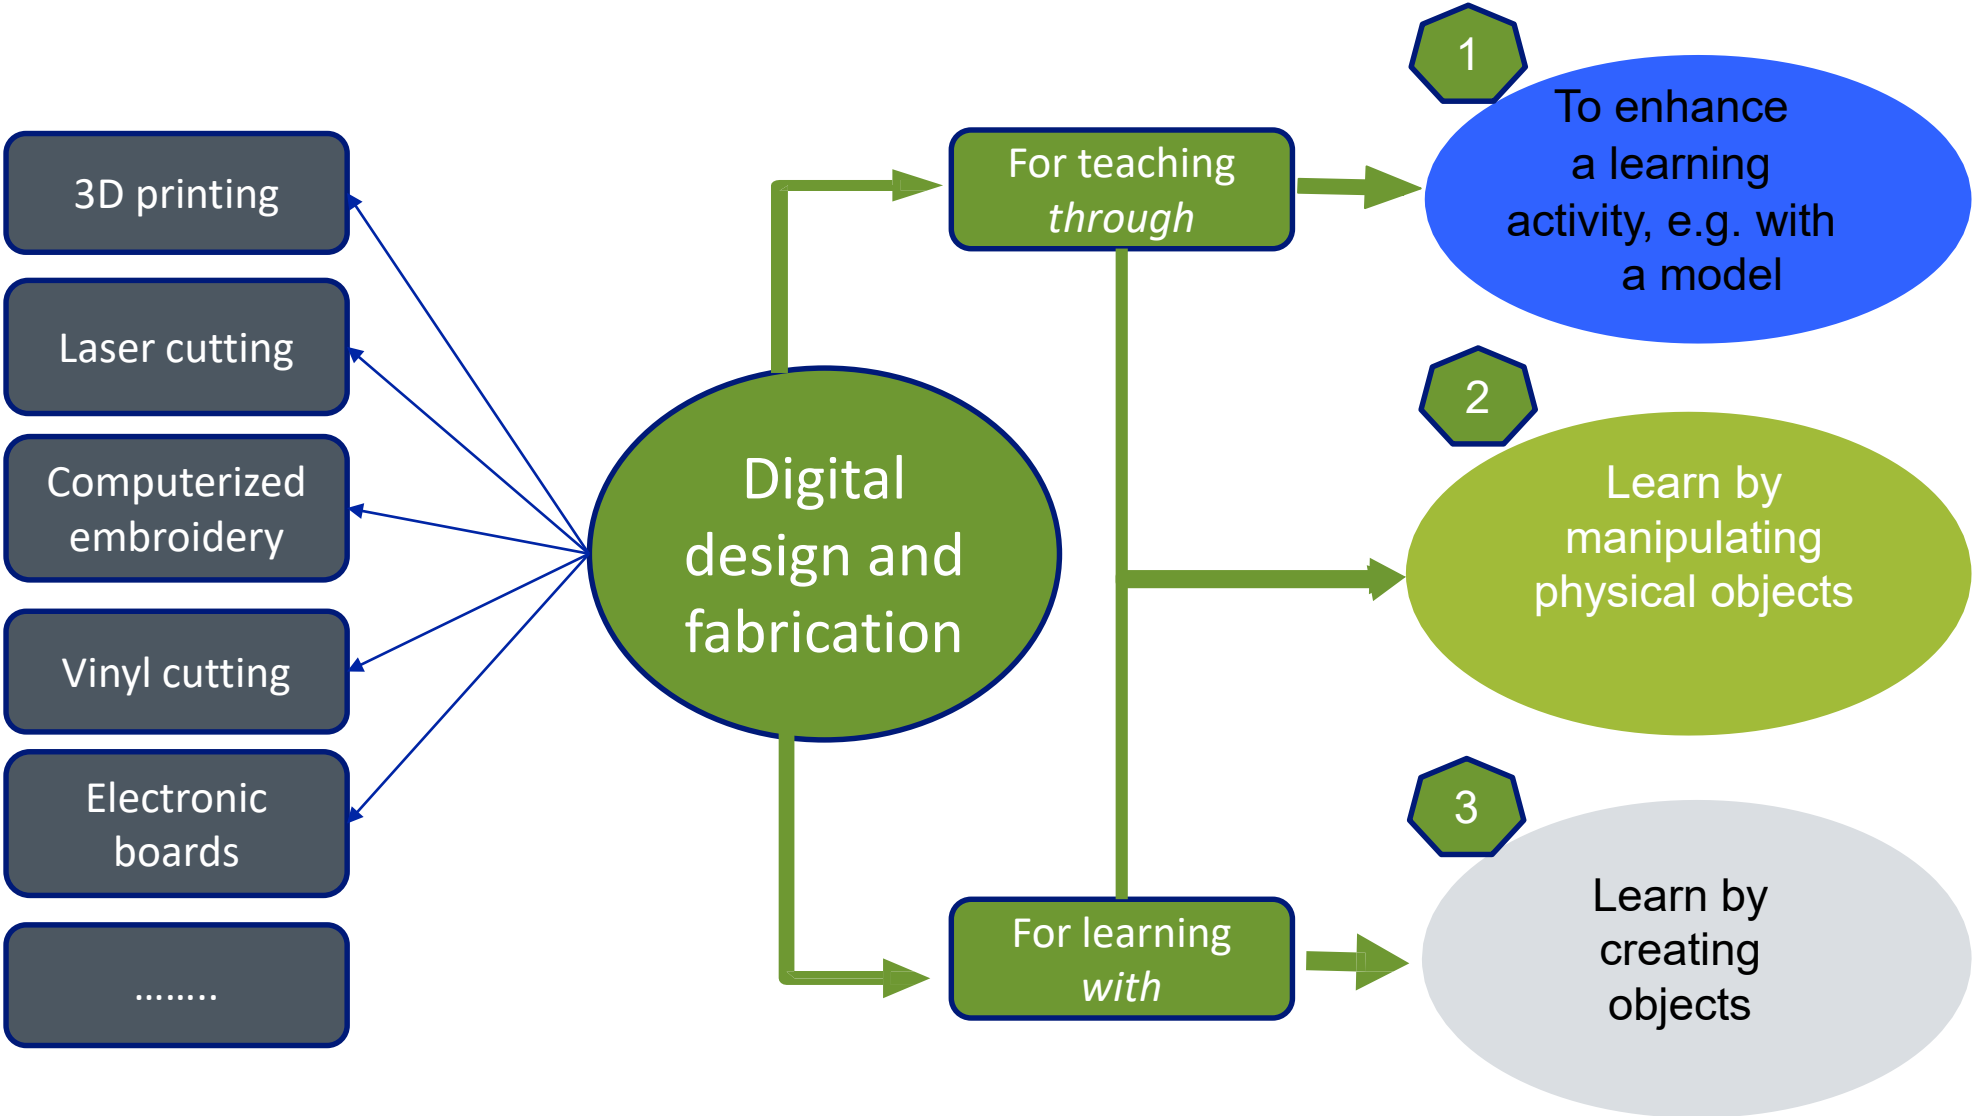 3D printing
Laser cutting
Computerized
embroidery
Vinyl cutting
Electronic
boards
........
Digital
design and
fabrication
For teaching
through
For learning
with
1
To enhance
a learning
activity, e.g. with
a model
2
Learn by
manipulating
physical objects
3
Learn by
creating
objects